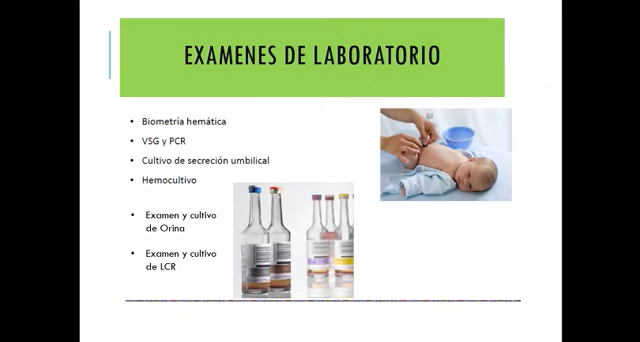 EXAMENES DE LABORATORIO
• Biometría hemática
• VSG y PCR
• Cultivo de secreción umbilical
• Hemocultivo
• Examen y cultivo
de Orina
• Examen y cultivo
de LCR